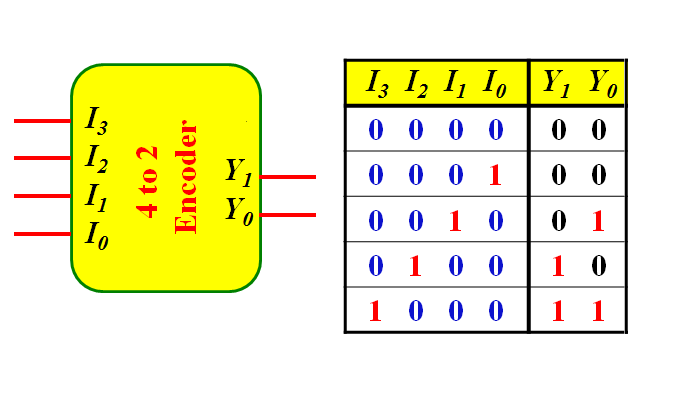 I3
I2
I1
I0
4 to 2
Encoder
Y1
Y0
I3 I2 I1 I0 Y1 Y0
0 0 0 0 0 0
0 0 0 1 0 0
0 0 1 0 0 1
0 1 0 0 1 0
1 0 0 0 1 1